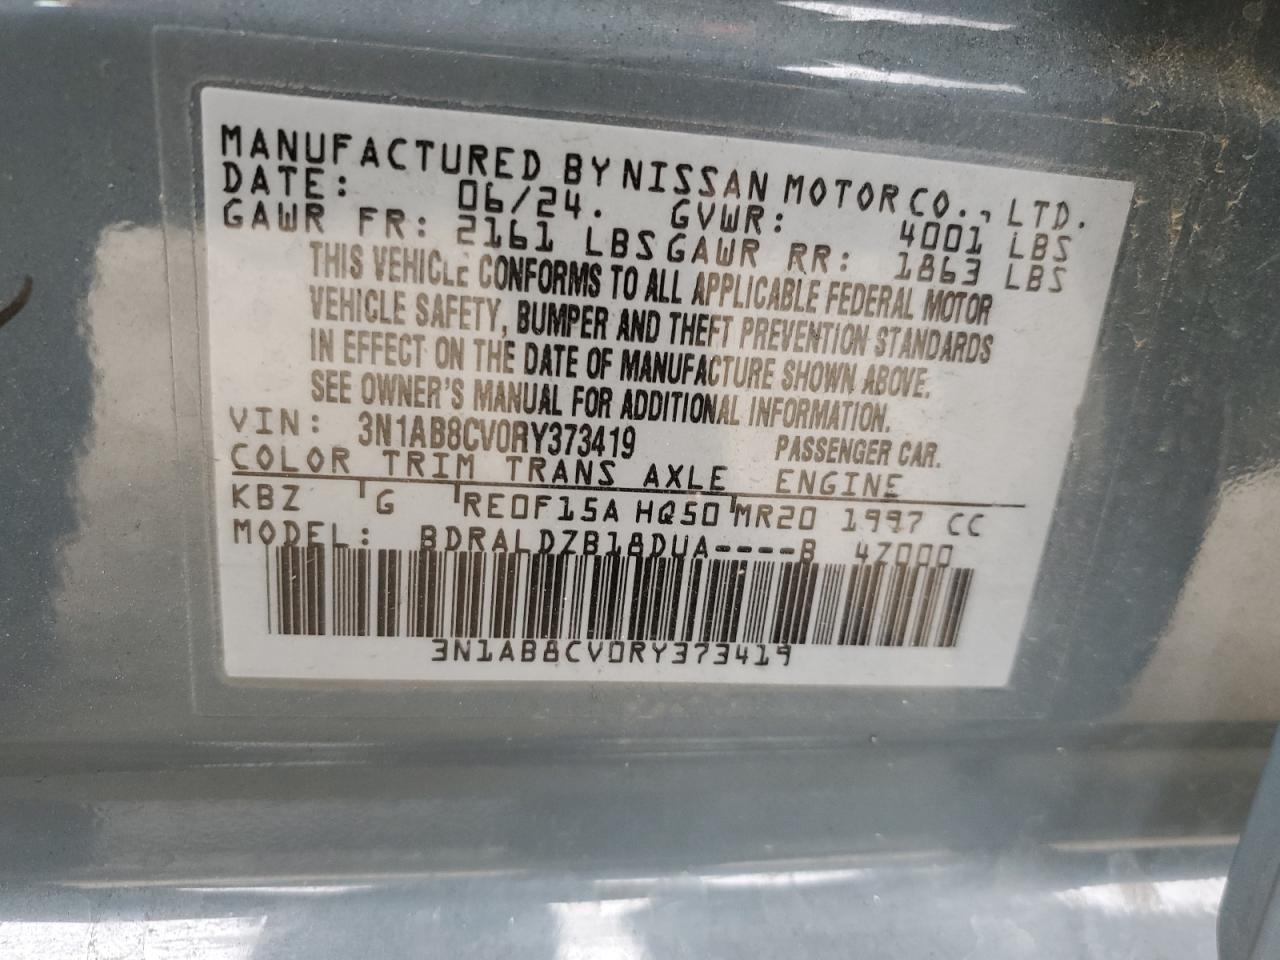 MANUFACTURED BY NISSAN MOTOR CO., LTD.
DATE: 06/24. GVWR: 4001 LBS
GAWR FR: 2161 LBS GAWR RR: 1863 LBS
THIS VEHICLE CONFORMS TO ALL APPLICABLE FEDERAL MOTOR
VEHICLE SAFETY, BUMPER AND THEFT PREVENTION STANDARDS
IN EFFECT ON THE DATE OF MANUFACTURE SHOWN ABOVE.
SEE OWNER'S MANUAL FOR ADDITIONAL INFORMATION.
VIN: 3N1AB8CV0RY373419 PASSENGER CAR.
COLOR TRIM TRANS AXLE ENGINE
KBZ G RE0F15A HQ50 MR20 1997 CC
MODEL: BDRALDZB18DUA----B 4Z000
3N1AB8CV0RY373419